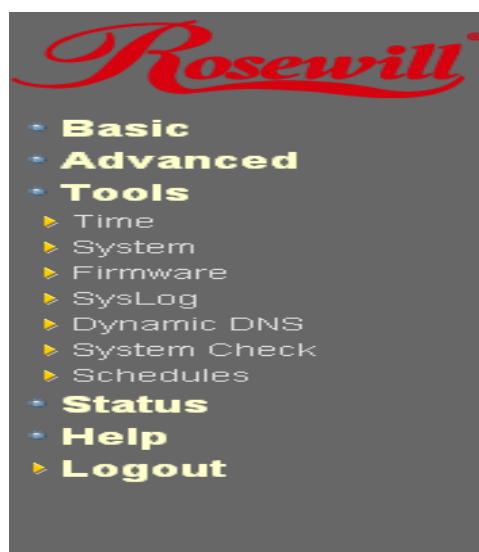 Rosewill®
Basic
Advanced
Tools
Time
System
Firmware
SysLog
Dynamic DNS
System Check
Schedules
Status
Help
Logout